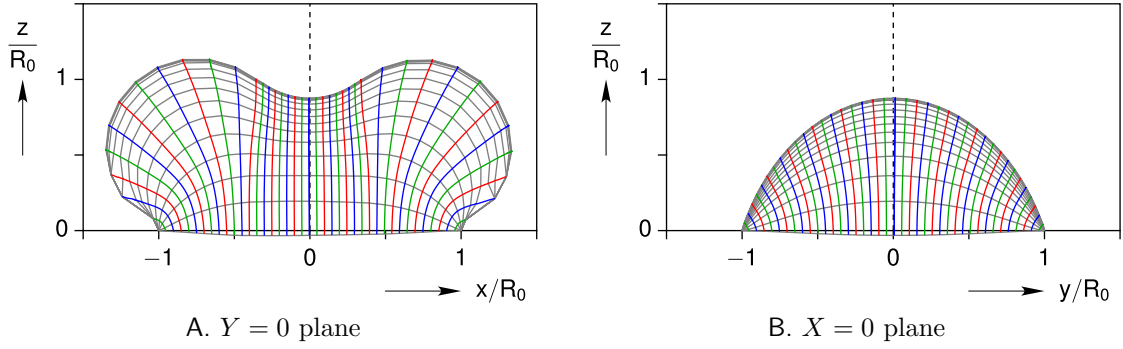 z
R₀
1
0
−1
0
1
x/R₀
A. Y = 0 plane
z
R₀
1
0
−1
0
1
y/R₀
B. X = 0 plane